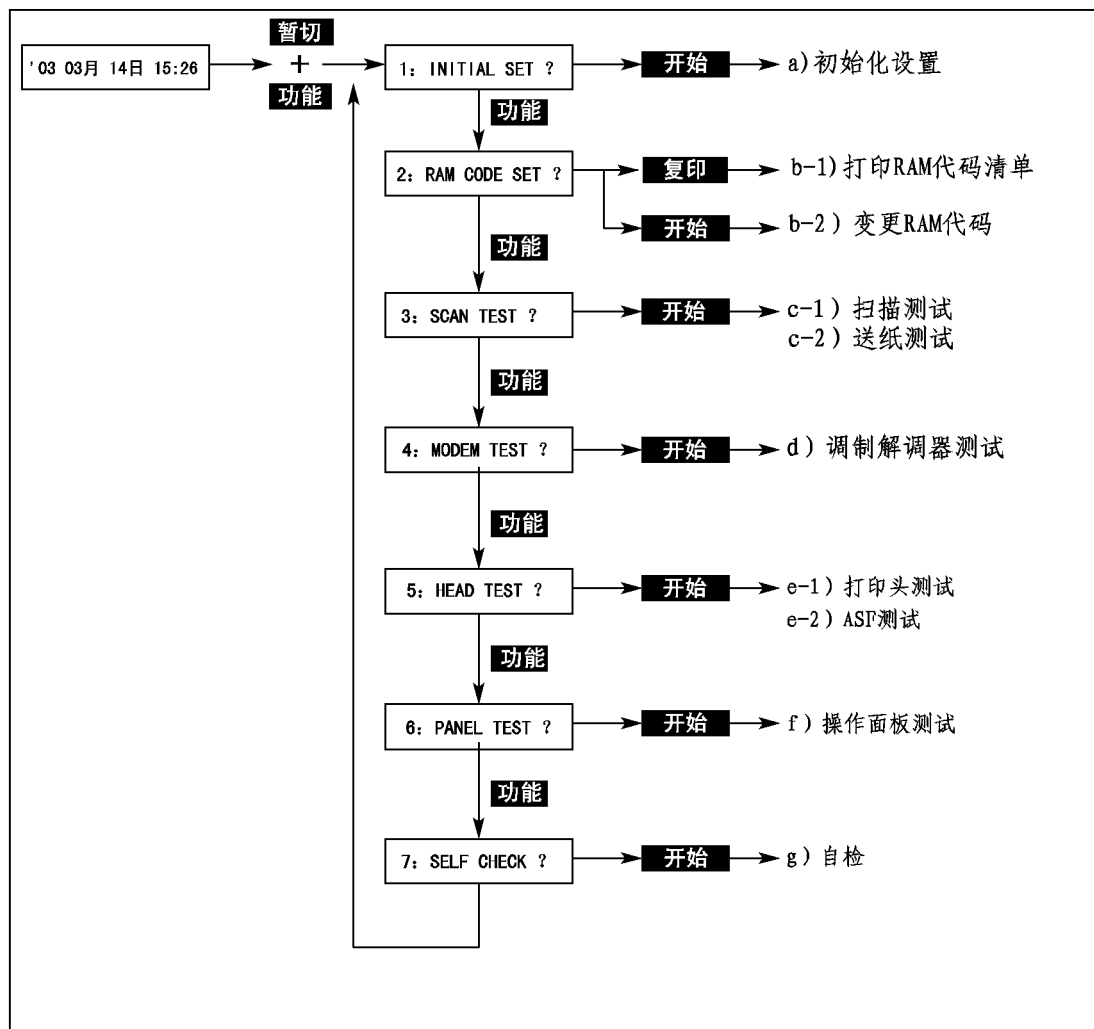 '03 03月 14日 15:26
暂切
+
功能
1: INITIAL SET ?
开始
a)初始化设置
功能
2: RAM CODE SET ?
复印
b-1)打印RAM代码清单
开始
b-2) 变更RAM代码
功能
3: SCAN TEST ?
开始
c-1) 扫描测试
c-2) 送纸测试
功能
4: MODEM TEST ?
开始
d) 调制解调器测试
功能
5: HEAD TEST ?
开始
e-1) 打印头测试
e-2) ASF测试
功能
6: PANEL TEST ?
开始
f) 操作面板测试
功能
7: SELF CHECK ?
开始
g) 自检